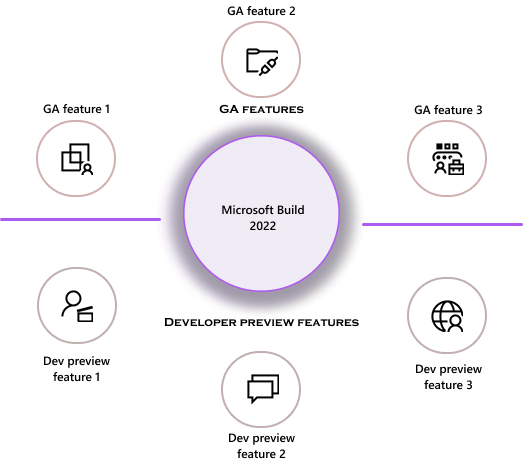 GA feature 2
GA feature 1
GA FEATURES
GA feature 3
Microsoft Build
2022
DEVELOPER PREVIEW FEATURES
Dev preview
feature 1
Dev preview
feature 3
Dev preview
feature 2